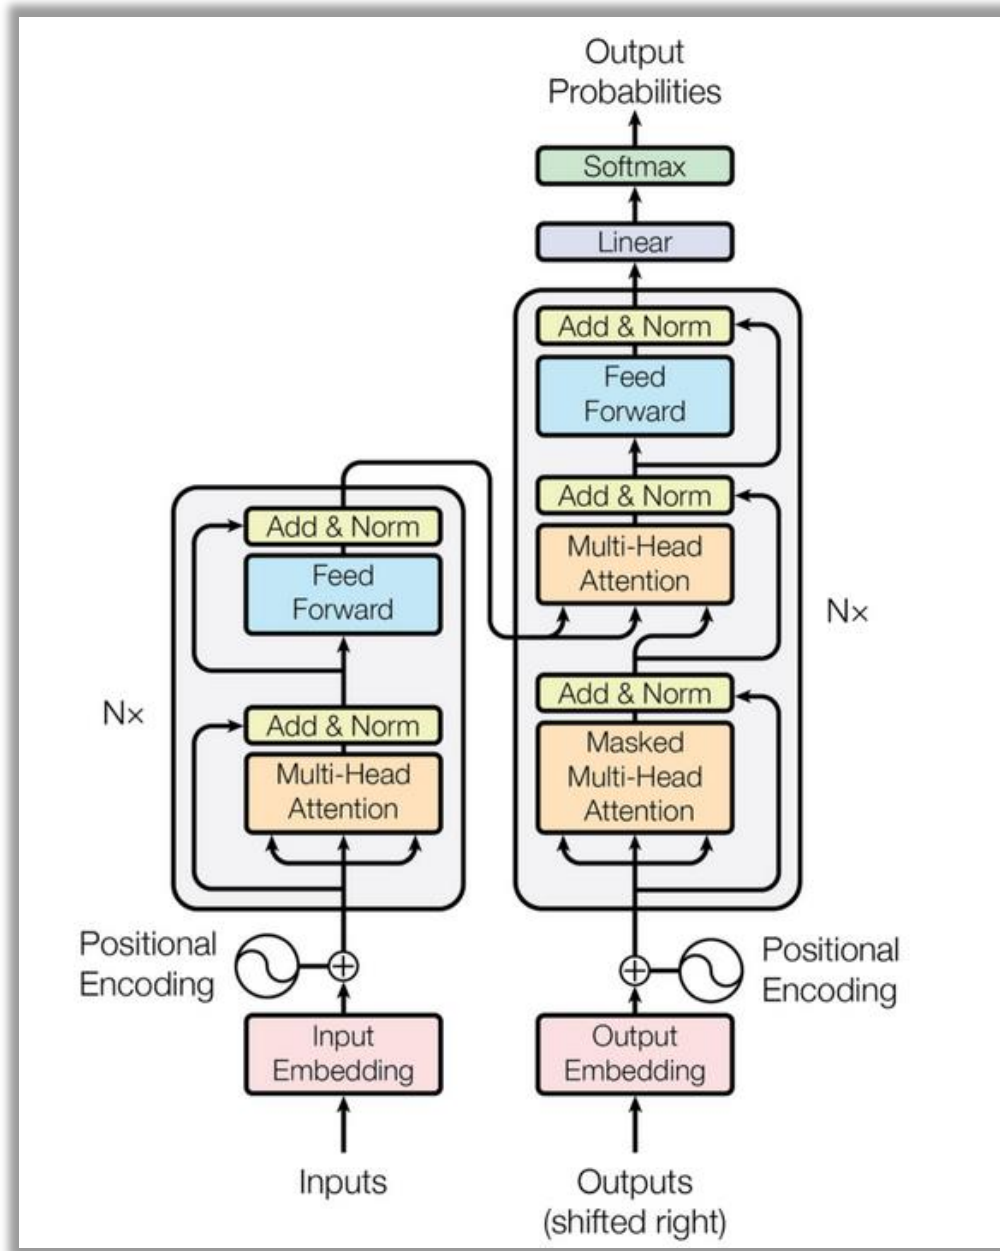 Output
Probabilities
Softmax
Linear
Add & Norm
Feed
Forward
Add & Norm
Multi-Head
Attention
Add & Norm
Masked
Multi-Head
Attention
Nx
Add & Norm
Feed
Forward
Add & Norm
Multi-Head
Attention
Nx
Positional
Encoding
Positional
Encoding
Input
Embedding
Output
Embedding
Inputs
Outputs
(shifted right)